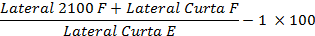 Lateral 2100 F + Lateral Curta F
Lateral Curta E
− 1 × 100